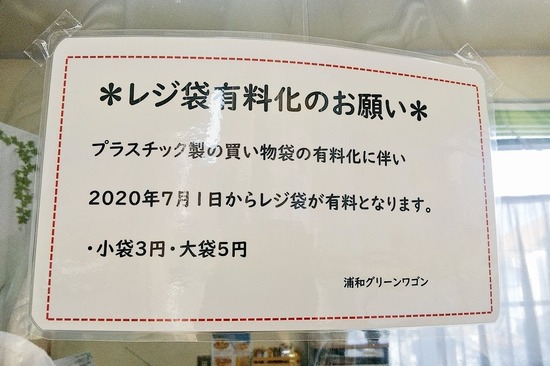 ＊レジ袋有料化のお願い＊
プラスチック製の買い物袋の有料化に伴い
2020年7月1日からレジ袋が有料となります。
・小袋3円・大袋5円
浦和グリーンワゴン